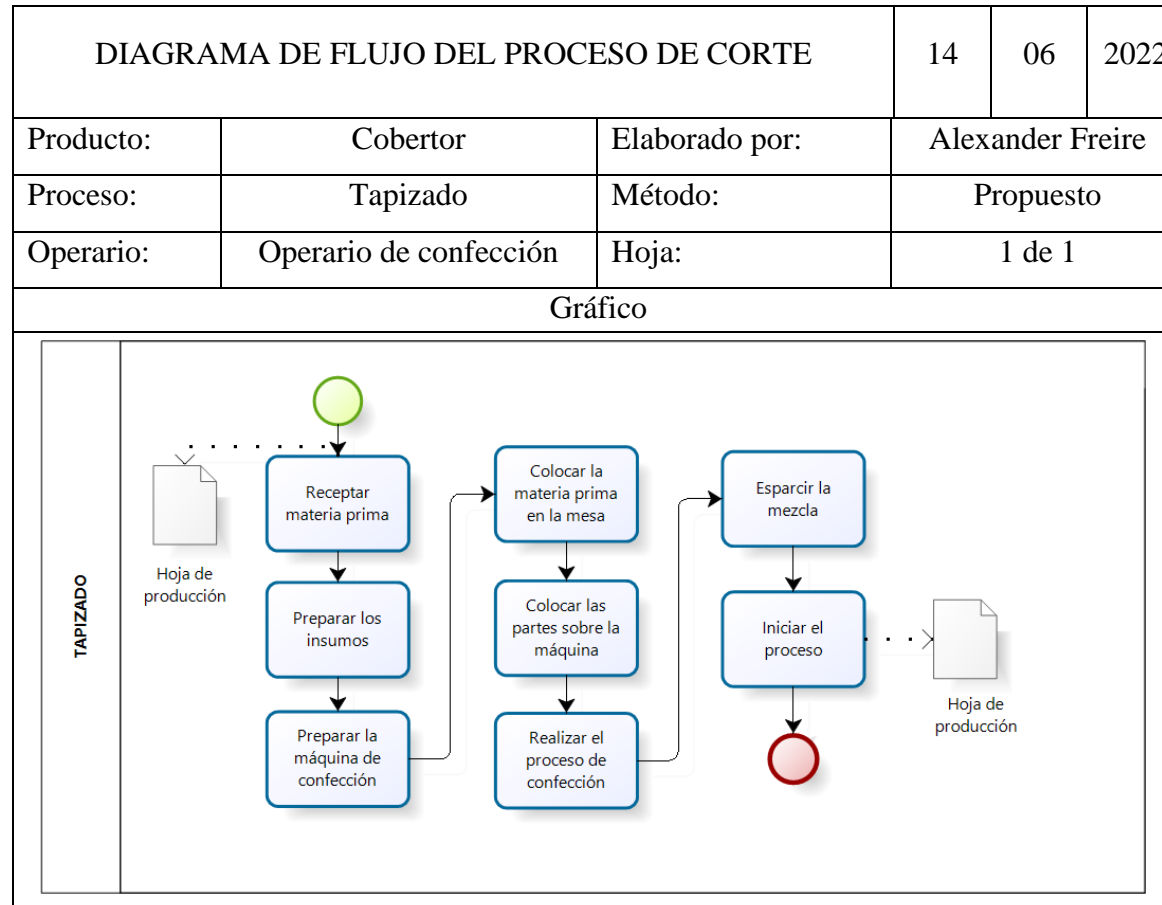 DIAGRAMA DE FLUJO DEL PROCESO DE CORTE 14 06 2022
Producto: Cobertor Elaborado por: Alexander Freire
Proceso: Tapizado Método: Propuesto
Operario: Operario de confección Hoja: 1 de 1
Gráfico
TAPIZADO
Hoja de
producción
Receptar
materia prima
Preparar los
insumos
Preparar la
máquina de
confección
Colocar la
materia prima
en la mesa
Colocar las
partes sobre la
máquina
Realizar el
proceso de
confección
Esparcir la
mezcla
Iniciar el
proceso
Hoja de
producción